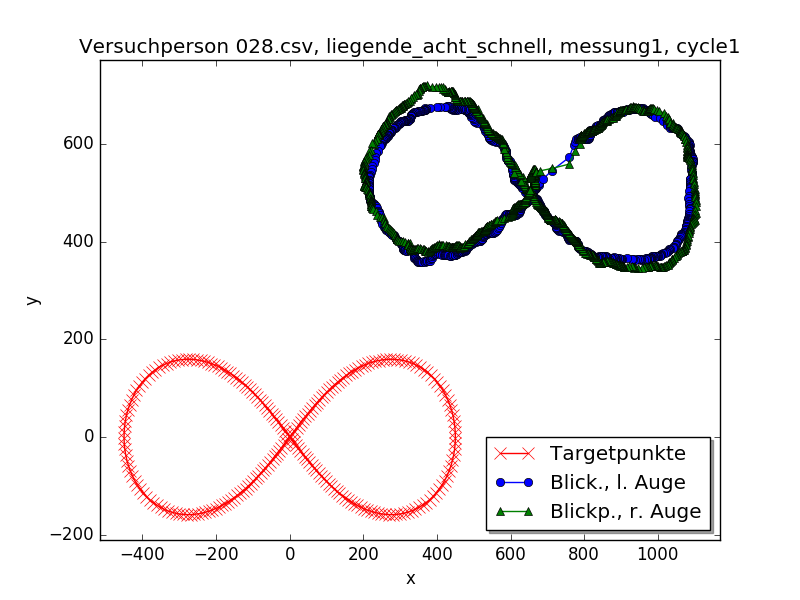 Versuchperson 028.csv, liegende_acht_schnell, messung1, cycle1
y
600
400
200
0
−200
−400
−200
0
200
400
600
800
1000
x
Targetpunkte
Blick., l. Auge
Blickp., r. Auge